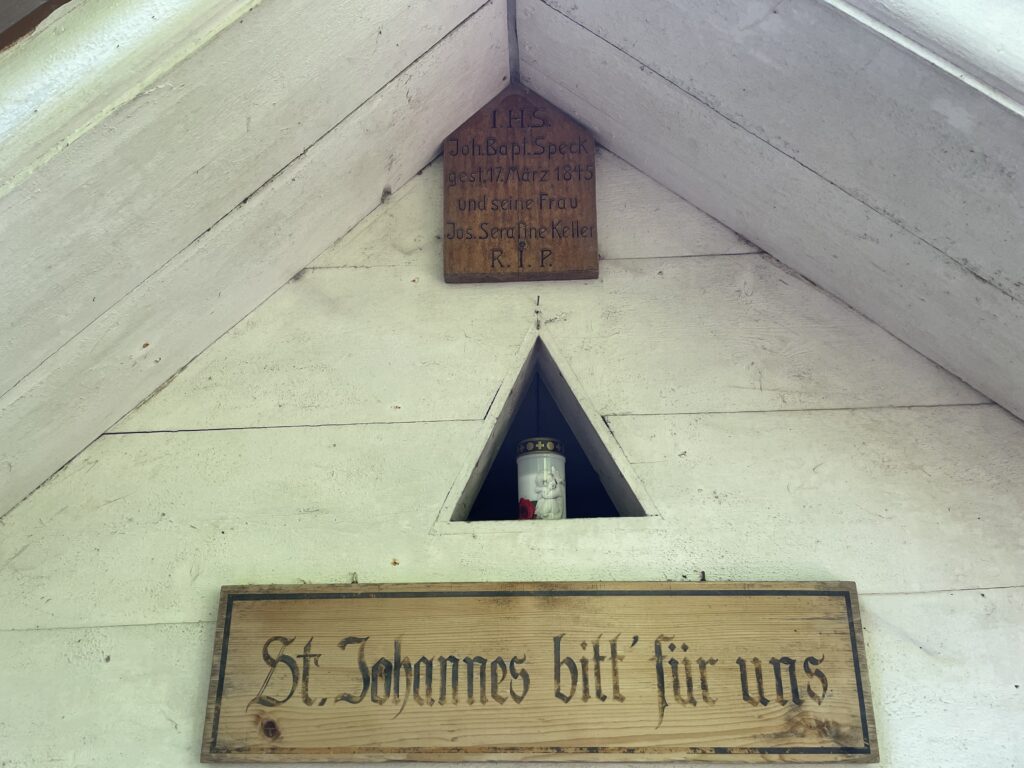 I.H.S.
Joh.Bapt.Speck
gest.17.März 1845
und seine Frau
Jos.Serafine Keller
R.I.P.
St. Johannes bitt' für uns